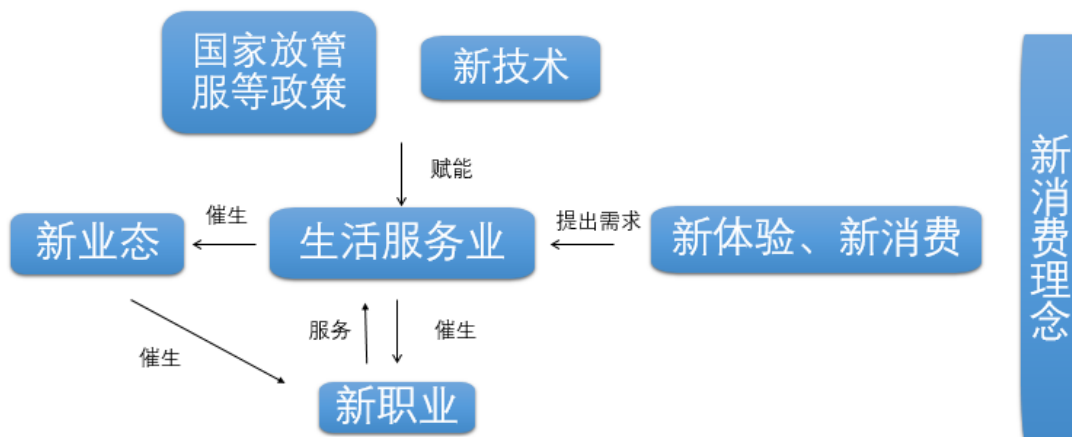 国家放管
服等政策
新技术
赋能
新业态
催生
生活服务业
提出需求
新体验、新消费
催生
服务
催生
新职业
新消费理念